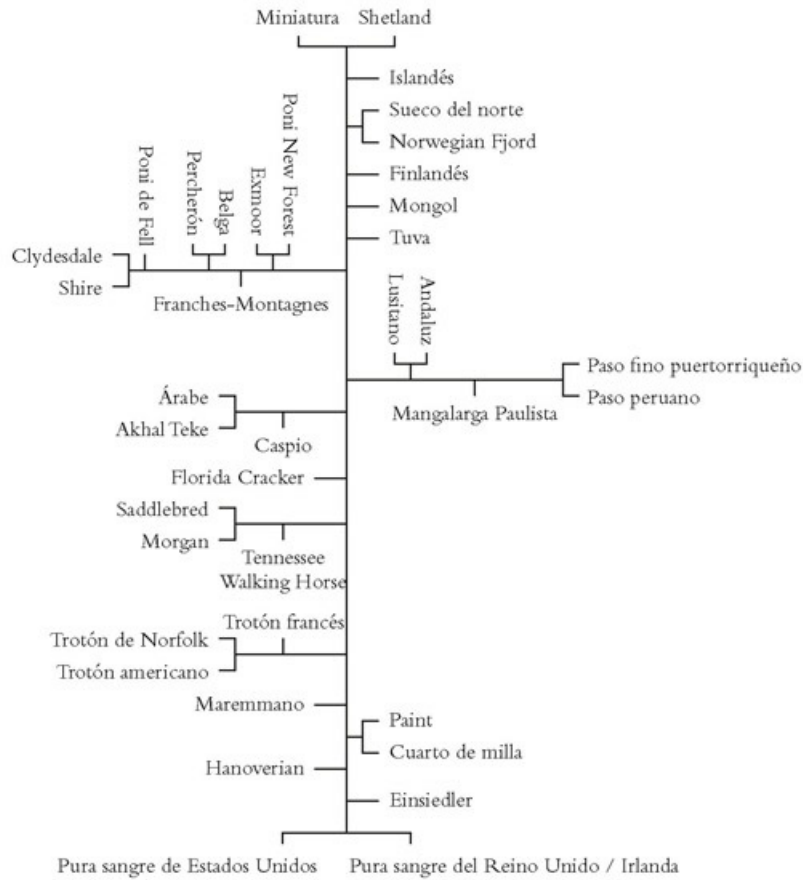 Miniatura Shetland
Islandés
Sueco del norte
Norwegian Fjord
Finlandés
Mongol
Tuva
Poni New Forest
Exmoor
Belga
Percherón
Poni de Fell
Clydesdale
Shire
Franches-Montagnes
Andaluz
Lusitano
Paso fino puertorriqueño
Paso peruano
Mangalarga Paulista
Árabe
Akhal Teke
Caspio
Florida Cracker
Saddlebred
Morgan
Tennessee
Walking Horse
Trotón francés
Trotón de Norfolk
Trotón americano
Maremmano
Paint
Cuarto de milla
Hanoverian
Einsiedler
Pura sangre de Estados Unidos
Pura sangre del Reino Unido / Irlanda